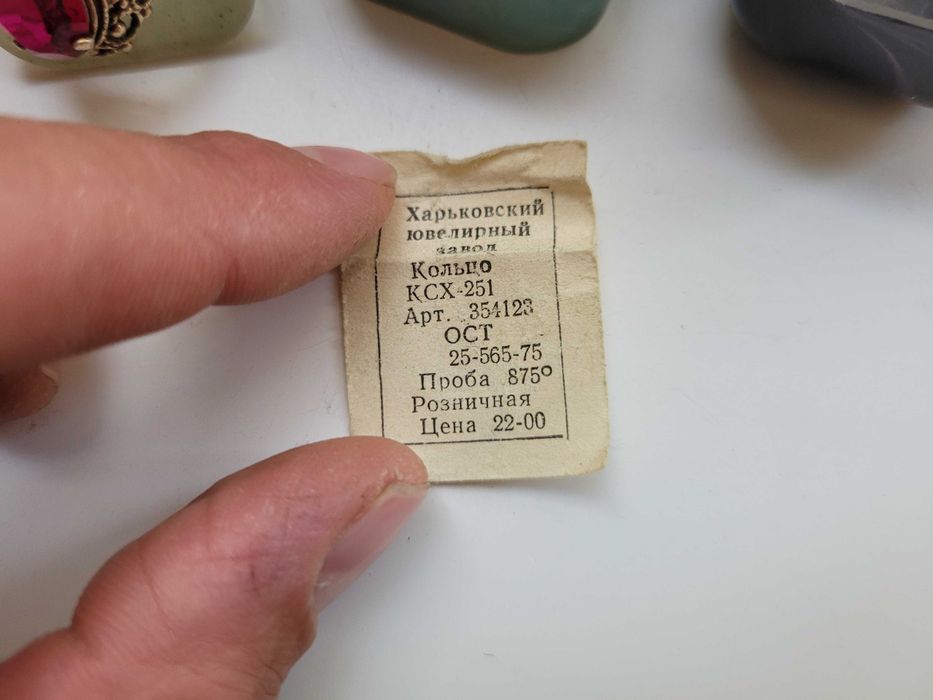 Харьковский
ювелирный
завод
Кольцо
КСХ-251
Арт. 354123
ОСТ
25-565-75
Проба 875°
Розничная
Цена 22-00